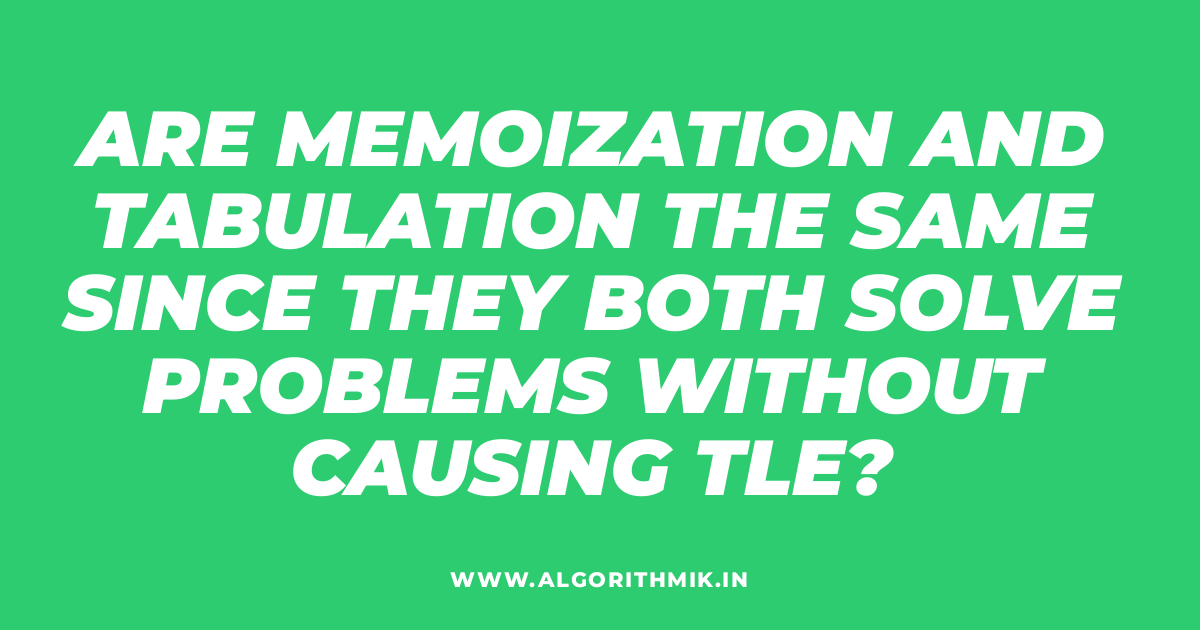 ARE MEMOIZATION AND
TABULATION THE SAME
SINCE THEY BOTH SOLVE
PROBLEMS WITHOUT
CAUSING TLE?
WWW.ALGORITHMIK.IN